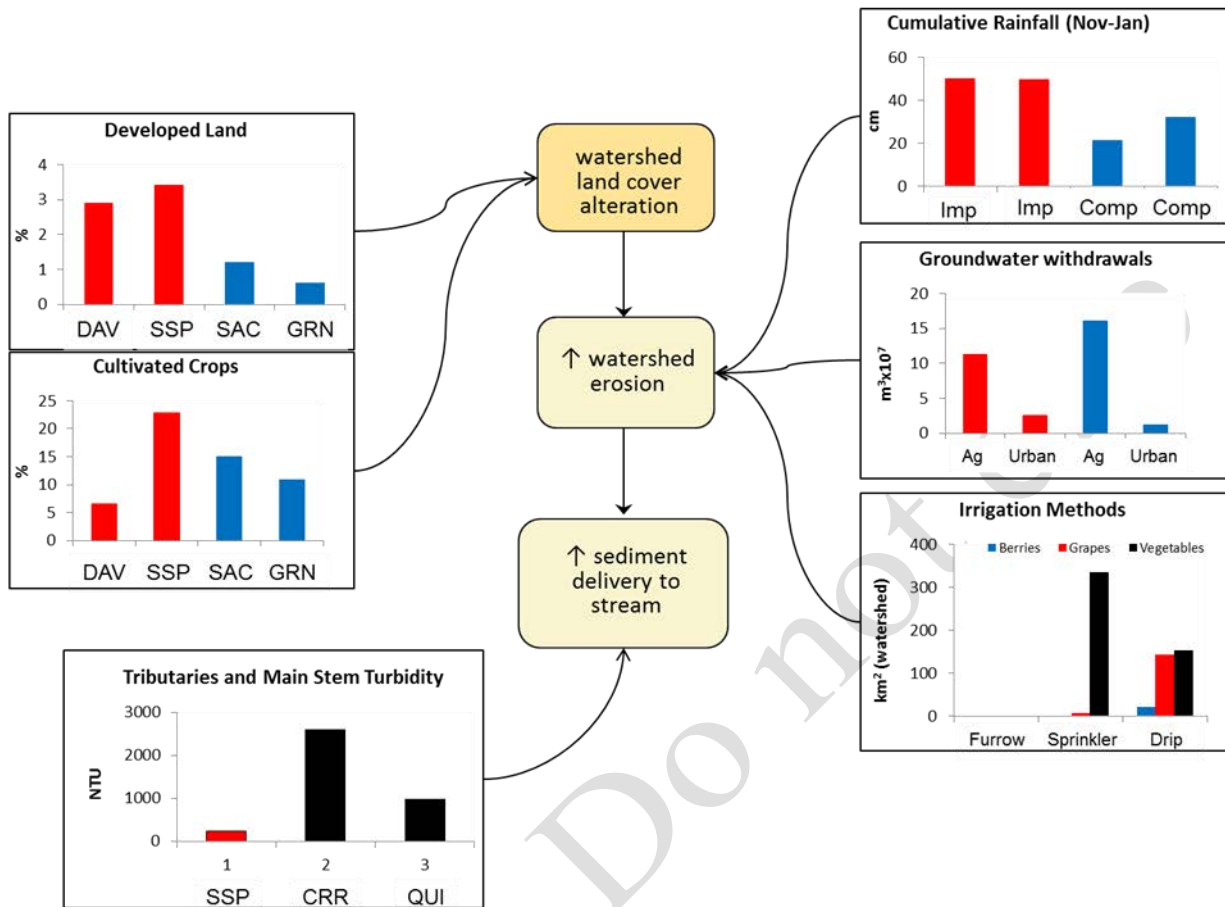 Developed Land
4
3
2
1
0
%
DAV SSP SAC GRN
Cultivated Crops
25
20
15
10
5
0
%
DAV SSP SAC GRN
watershed
land cover
alteration
↑ watershed
erosion
↑ sediment
delivery to
stream
Cumulative Rainfall (Nov-Jan)
60
40
20
0
cm
Imp Imp Comp Comp
Groundwater withdrawals
20
15
10
5
0
m³x10⁷
Ag Urban Ag Urban
Irrigation Methods
Berries Grapes Vegetables
400
300
200
100
0
km² (watershed)
Furrow Sprinkler Drip
Tributaries and Main Stem Turbidity
3000
2000
1000
0
NTU
1 2 3
SSP CRR QUI
Do not